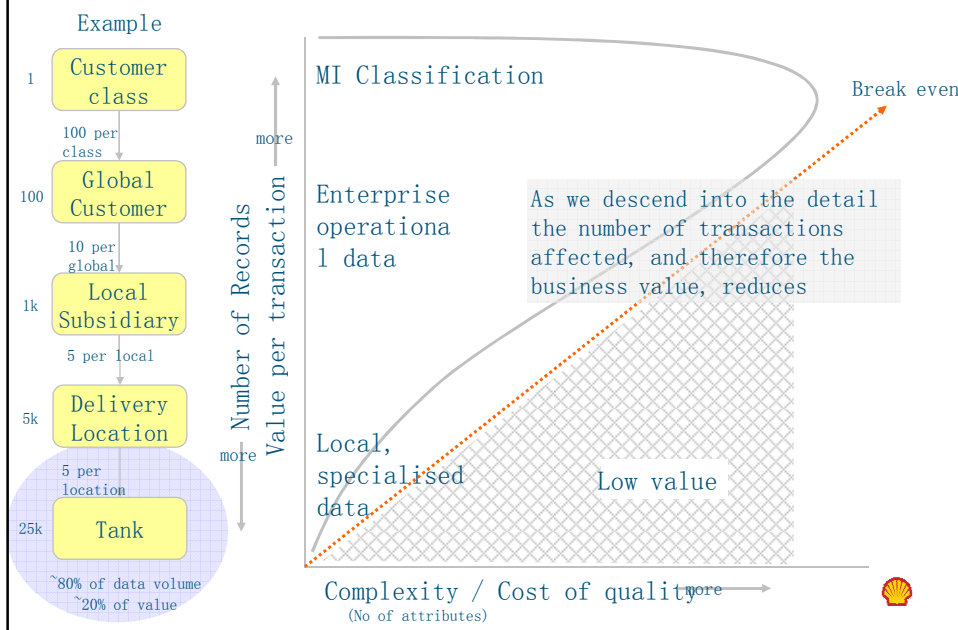 Example
1
Customer
class
100 per
class
100
Global
Customer
10 per
global
1k
Local
Subsidiary
5 per local
5k
Delivery
Location
5 per
location
25k
Tank
~80% of data volume
~20% of value
more
Number of Records
Value per transaction
more
MI Classification
Enterprise
operationa
l data
Local,
specialised
data
Break even
As we descend into the detail
the number of transactions
affected, and therefore the
business value, reduces
Low value
Complexity / Cost of quality
more
(No of attributes)